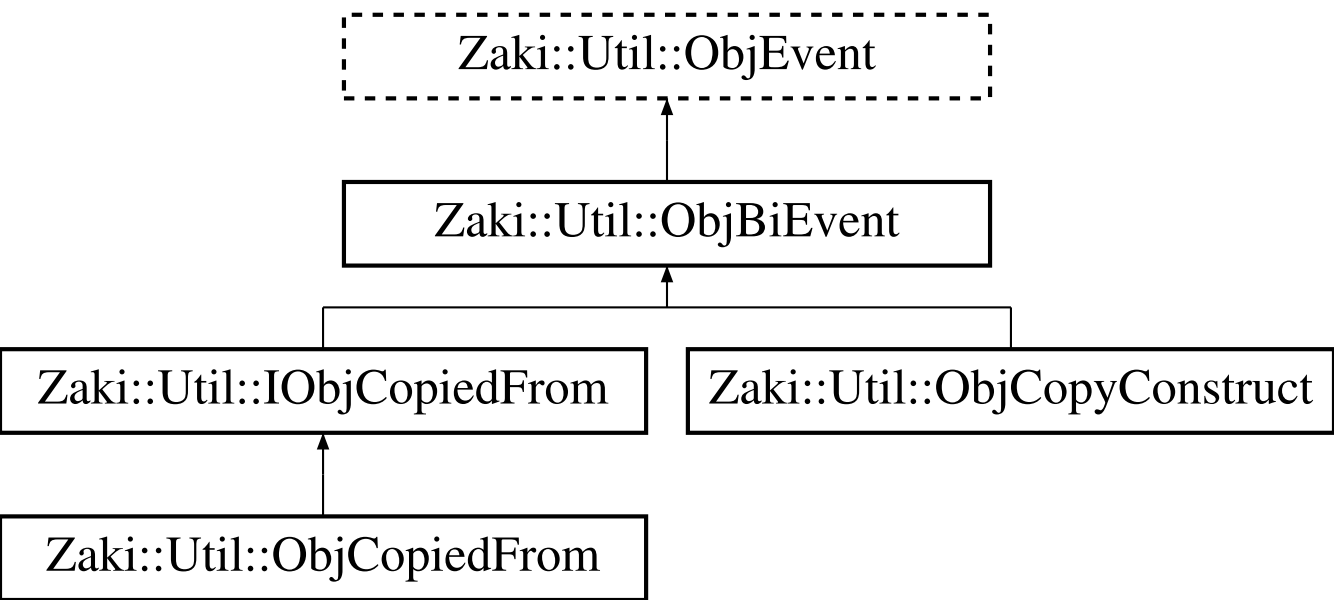 Zaki::Util::ObjEvent
Zaki::Util::ObjBiEvent
Zaki::Util::IObjCopiedFrom
Zaki::Util::ObjCopyConstruct
Zaki::Util::ObjCopiedFrom